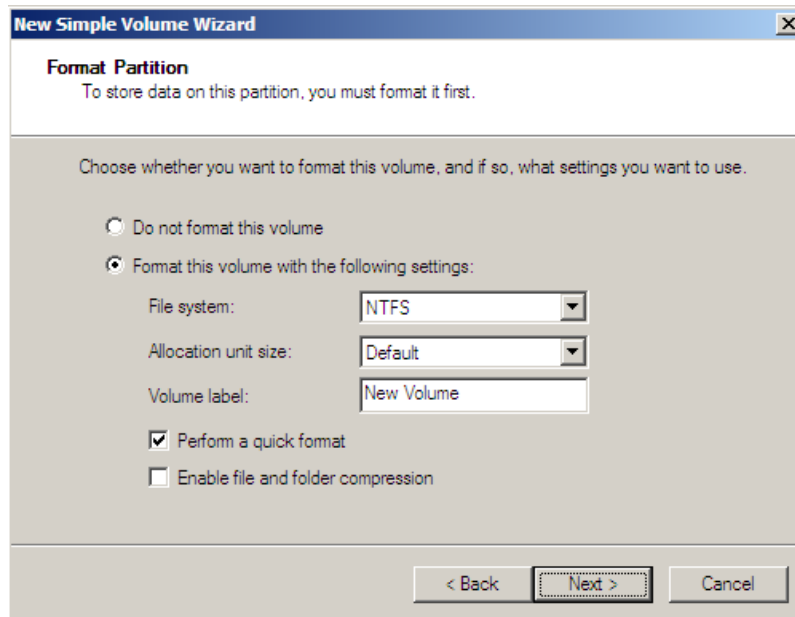 New Simple Volume Wizard
Format Partition
To store data on this partition, you must format it first.
Choose whether you want to format this volume, and if so, what settings you want to use.
Do not format this volume
Format this volume with the following settings:
File system: NTFS
Allocation unit size: Default
Volume label: New Volume
Perform a quick format
Enable file and folder compression
< Back Next > Cancel